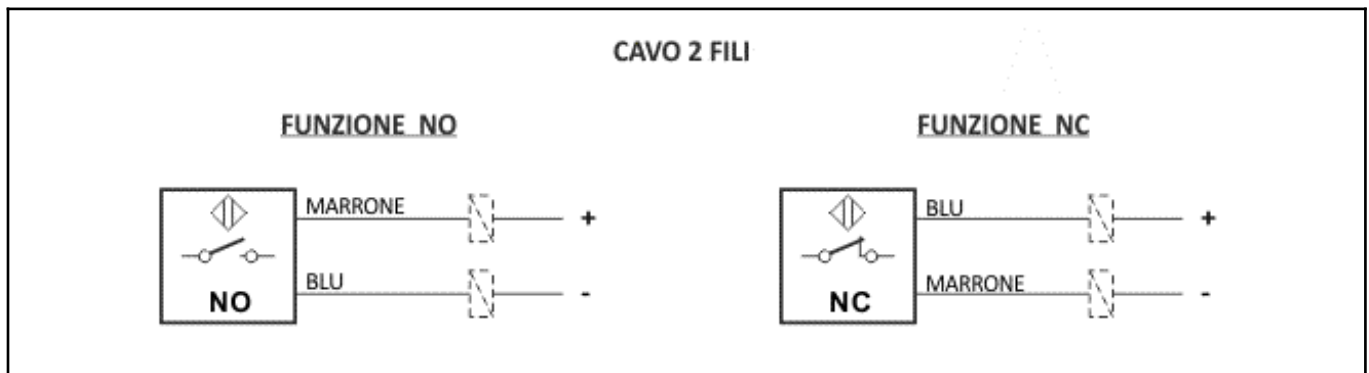 CAVO 2 FILI
FUNZIONE NO
FUNZIONE NC
MARRONE
+
BLU
-
NO
BLU
+
MARRONE
-
NC